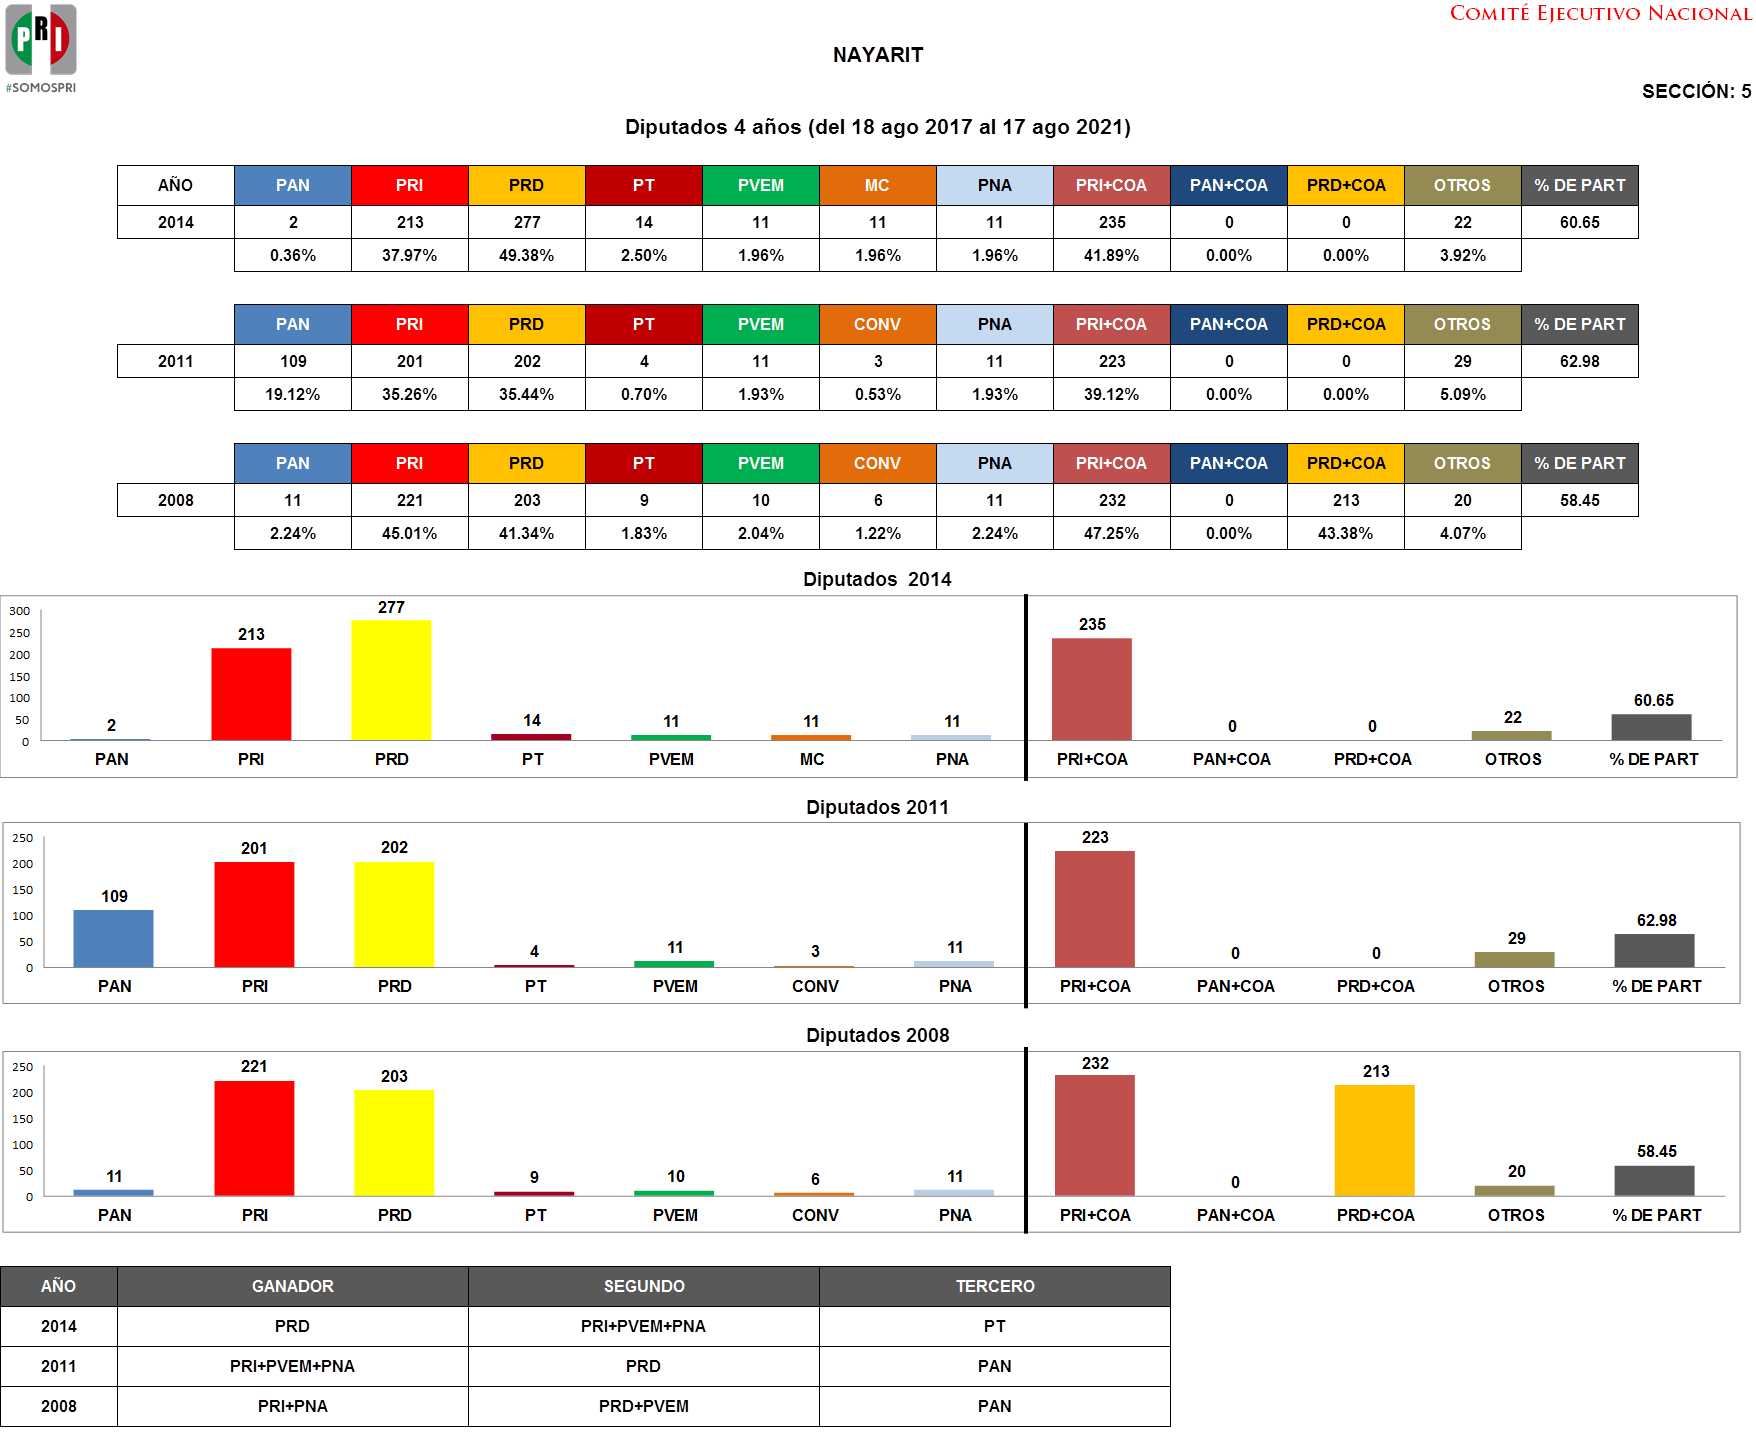 PRI
#SOMOSPRI
COMITÉ EJECUTIVO NACIONAL
NAYARIT
SECCIÓN: 5
Diputados 4 años (del 18 ago 2017 al 17 ago 2021)
AÑO PAN PRI PRD PT PVEM MC PNA PRI+COA PAN+COA PRD+COA OTROS % DE PART
2014 2 213 277 14 11 11 11 235 0 0 22 60.65
0.36% 37.97% 49.38% 2.50% 1.96% 1.96% 1.96% 41.89% 0.00% 0.00% 3.92%
PAN PRI PRD PT PVEM CONV PNA PRI+COA PAN+COA PRD+COA OTROS % DE PART
2011 109 201 202 4 11 3 11 223 0 0 29 62.98
19.12% 35.26% 35.44% 0.70% 1.93% 0.53% 1.93% 39.12% 0.00% 0.00% 5.09%
PAN PRI PRD PT PVEM CONV PNA PRI+COA PAN+COA PRD+COA OTROS % DE PART
2008 11 221 203 9 10 6 11 232 0 213 20 58.45
2.24% 45.01% 41.34% 1.83% 2.04% 1.22% 2.24% 47.25% 0.00% 43.38% 4.07%
Diputados 2014
300
250
200
150
100
50
0
2 213 277 14 11 11 11 235 0 0 22 60.65
PAN PRI PRD PT PVEM MC PNA PRI+COA PAN+COA PRD+COA OTROS % DE PART
Diputados 2011
250
200
150
100
50
0
109 201 202 4 11 3 11 223 0 0 29 62.98
PAN PRI PRD PT PVEM CONV PNA PRI+COA PAN+COA PRD+COA OTROS % DE PART
Diputados 2008
250
200
150
100
50
0
11 221 203 9 10 6 11 232 0 213 20 58.45
PAN PRI PRD PT PVEM CONV PNA PRI+COA PAN+COA PRD+COA OTROS % DE PART
AÑO GANADOR SEGUNDO TERCERO
2014 PRD PRI+PVEM+PNA PT
2011 PRI+PVEM+PNA PRD PAN
2008 PRI+PNA PRD+PVEM PAN